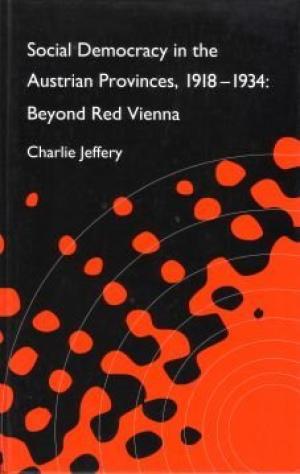 Social Democracy in the
Austrian Provinces, 1918–1934:
Beyond Red Vienna
Charlie Jeffery